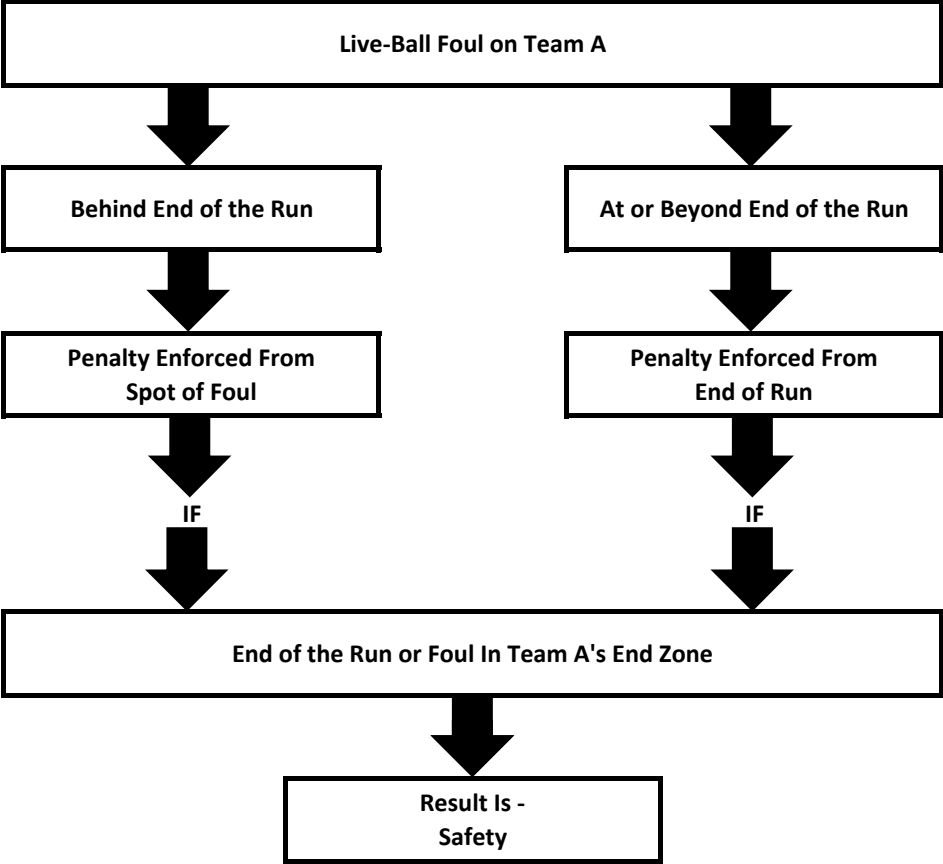 Live-Ball Foul on Team A
Behind End of the Run
At or Beyond End of the Run
Penalty Enforced From
Spot of Foul
Penalty Enforced From
End of Run
IF
IF
End of the Run or Foul In Team A's End Zone
Result Is -
Safety